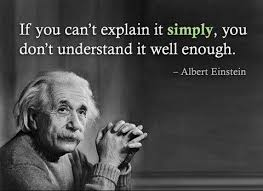 If you can't explain it simply, you
don't understand it well enough.
– Albert Einstein